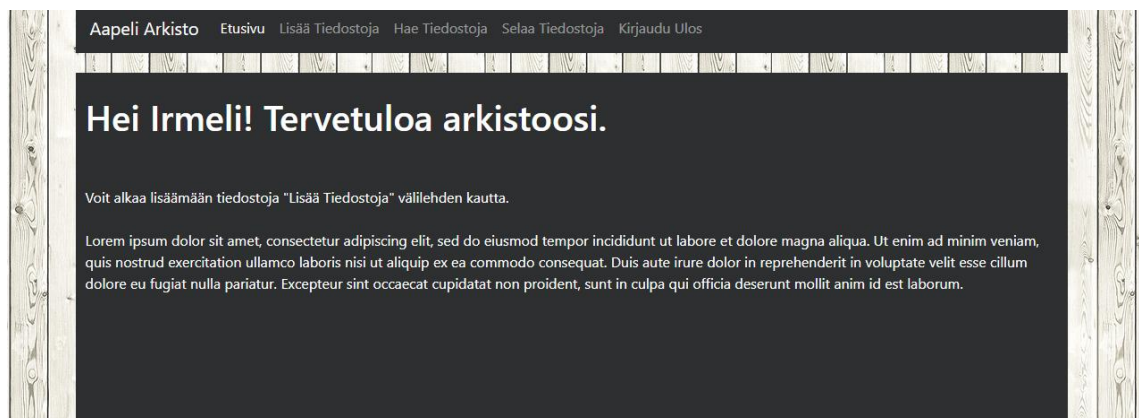 Aapeli Arkisto Etusivu Lisää Tiedostoja Hae Tiedostoja Selaa Tiedostoja Kirjaudu Ulos
Hei Irmeli! Tervetuloa arkistoosi.
Voit alkaa lisäämään tiedostoja "Lisää Tiedostoja" välilehden kautta.
Lorem ipsum dolor sit amet, consectetur adipiscing elit, sed do eiusmod tempor incididunt ut labore et dolore magna aliqua. Ut enim ad minim veniam,
quis nostrud exercitation ullamco laboris nisi ut aliquip ex ea commodo consequat. Duis aute irure dolor in reprehenderit in voluptate velit esse cillum
dolore eu fugiat nulla pariatur. Excepteur sint occaecat cupidatat non proident, sunt in culpa qui officia deserunt mollit anim id est laborum.